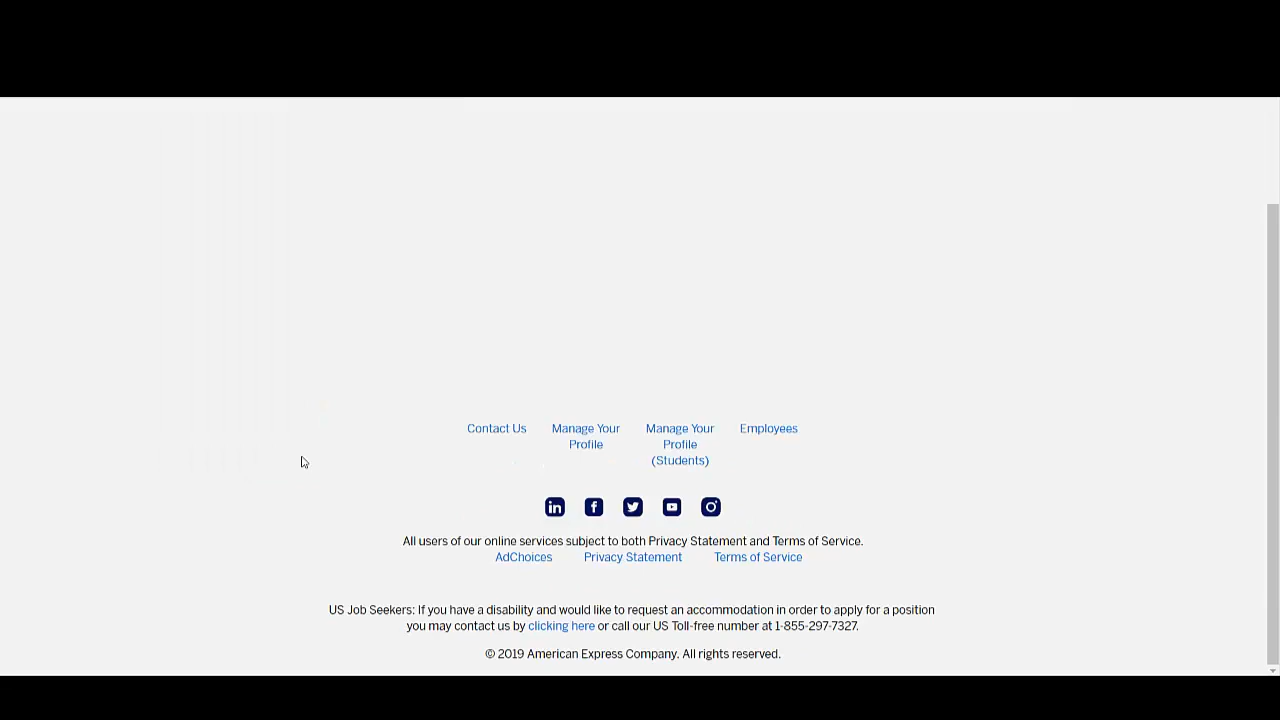 Contact Us Manage Your Profile Manage Your Profile (Students) Employees
All users of our online services subject to both Privacy Statement and Terms of Service.
AdChoices Privacy Statement Terms of Service
US Job Seekers: If you have a disability and would like to request an accommodation in order to apply for a position
you may contact us by clicking here or call our US Toll-free number at 1-855-297-7327.
© 2019 American Express Company. All rights reserved.